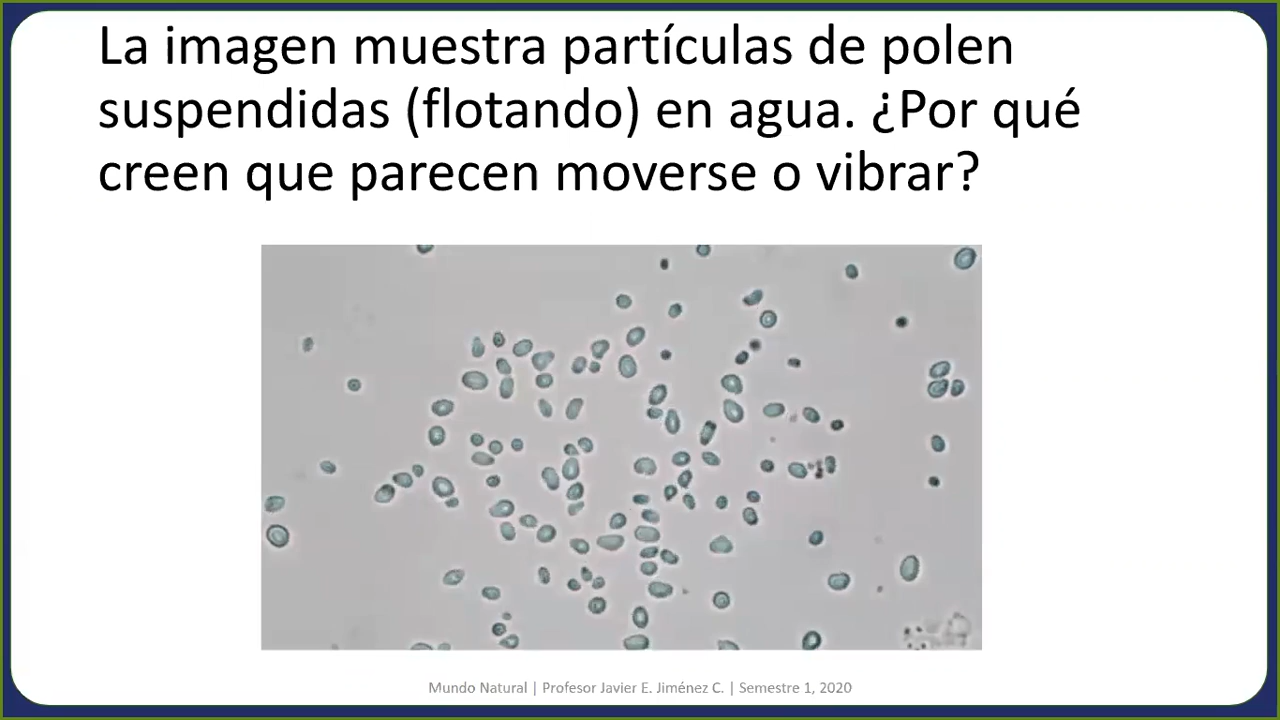 La imagen muestra partículas de polen
suspendidas (flotando) en agua. ¿Por qué
creen que parecen moverse o vibrar?
Mundo Natural | Profesor Javier E. Jiménez C. | Semestre 1, 2020